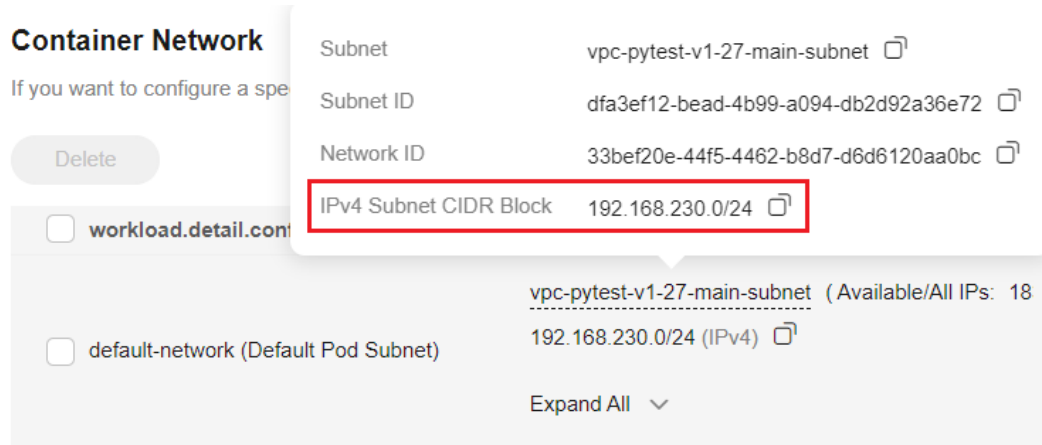 Container Network
If you want to configure a spe
Delete
Subnet vpc-pytest-v1-27-main-subnet
Subnet ID dfa3ef12-bead-4b99-a094-db2d92a36e72
Network ID 33bef20e-44f5-4462-b8d7-d6d6120aa0bc
IPv4 Subnet CIDR Block 192.168.230.0/24
workload.detail.conf
default-network (Default Pod Subnet)
vpc-pytest-v1-27-main-subnet ( Available/All IPs: 18
192.168.230.0/24 (IPv4)
Expand All